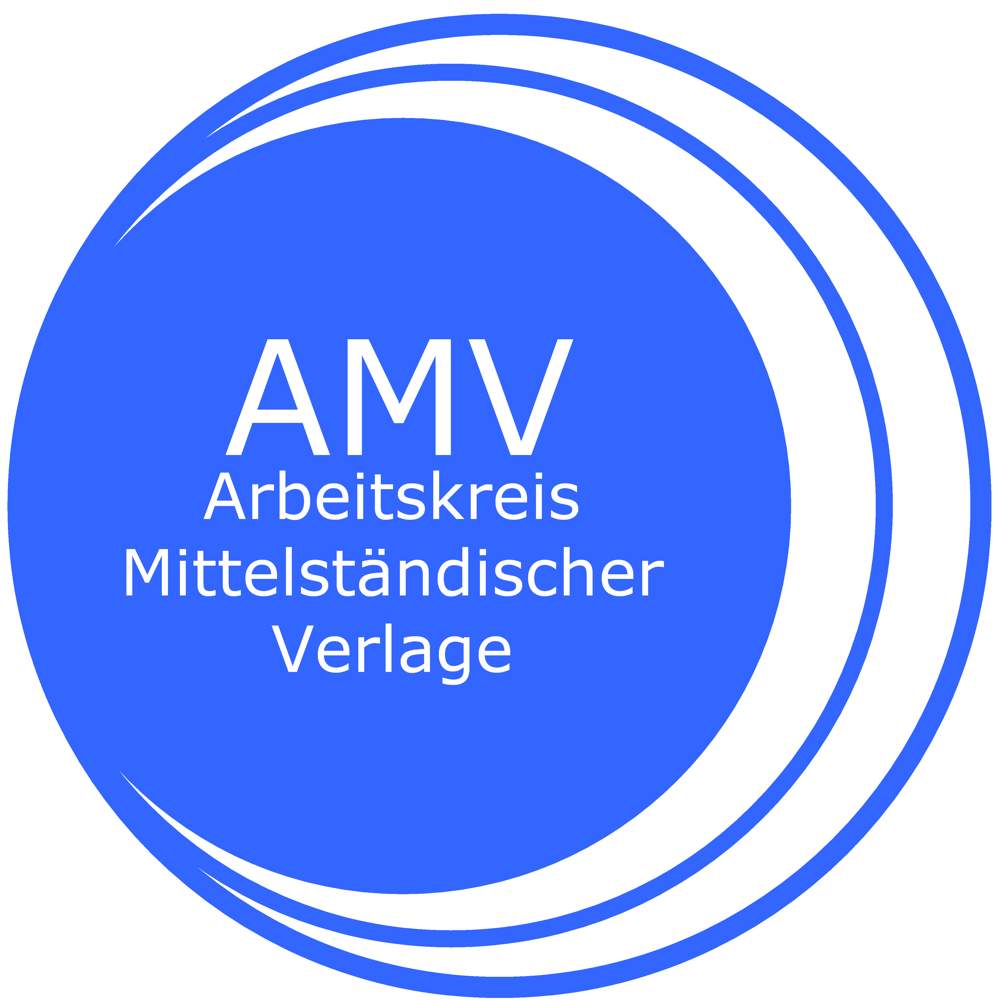 AMV
Arbeitskreis
Mittelständischer
Verlage